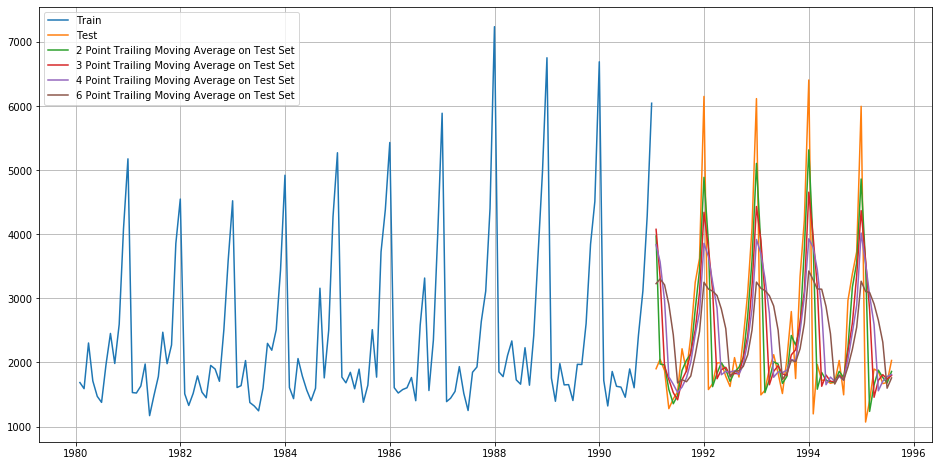 Train
Test
2 Point Trailing Moving Average on Test Set
3 Point Trailing Moving Average on Test Set
4 Point Trailing Moving Average on Test Set
6 Point Trailing Moving Average on Test Set
7000
6000
5000
4000
3000
2000
1000
1980 1982 1984 1986 1988 1990 1992 1994 1996